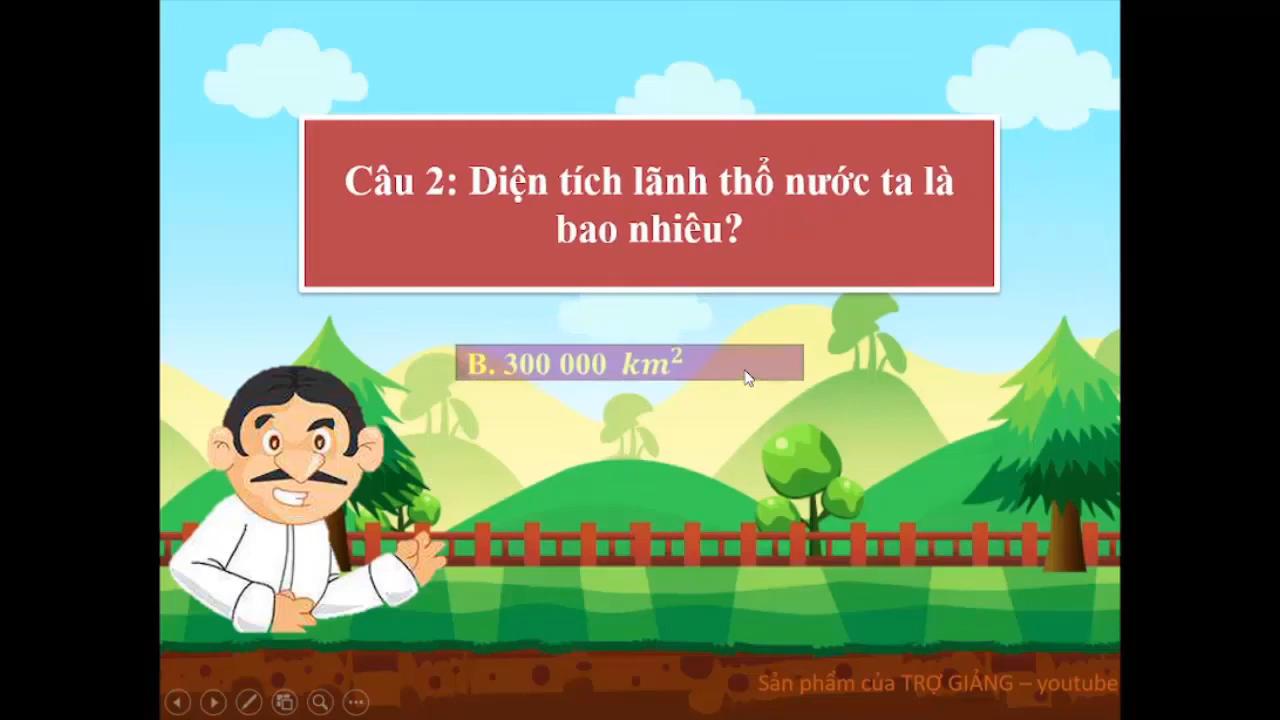 Câu 2: Diện tích lãnh thổ nước ta là
bao nhiêu?
B. 300 000 km²
Sản phẩm của TRỢ GIẢNG – youtube